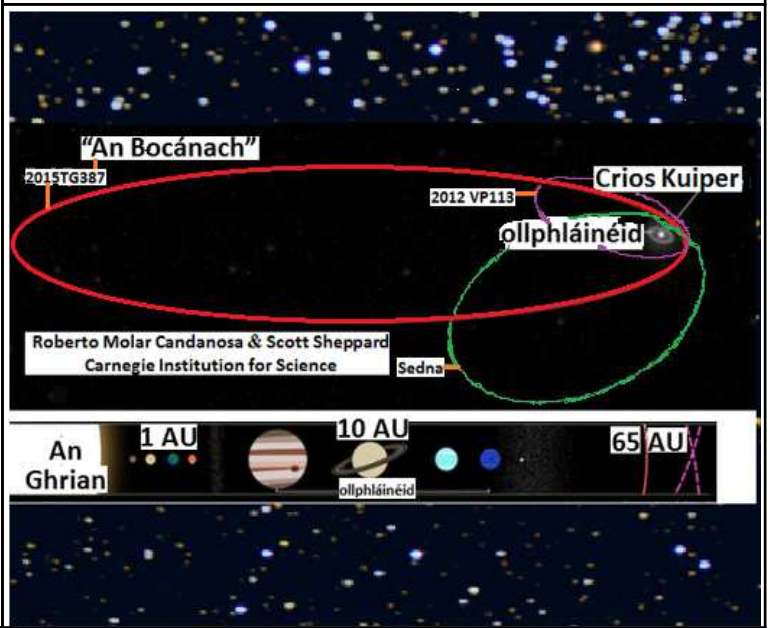 “An Bocánach”
2015TG387
Crios Kuiper
2012 VP113
ollphláinéid
Roberto Molar Candanosa & Scott Sheppard
Carnegie Institution for Science
Sedna
An
Ghrian
1 AU
10 AU
65 AU
ollphláinéid